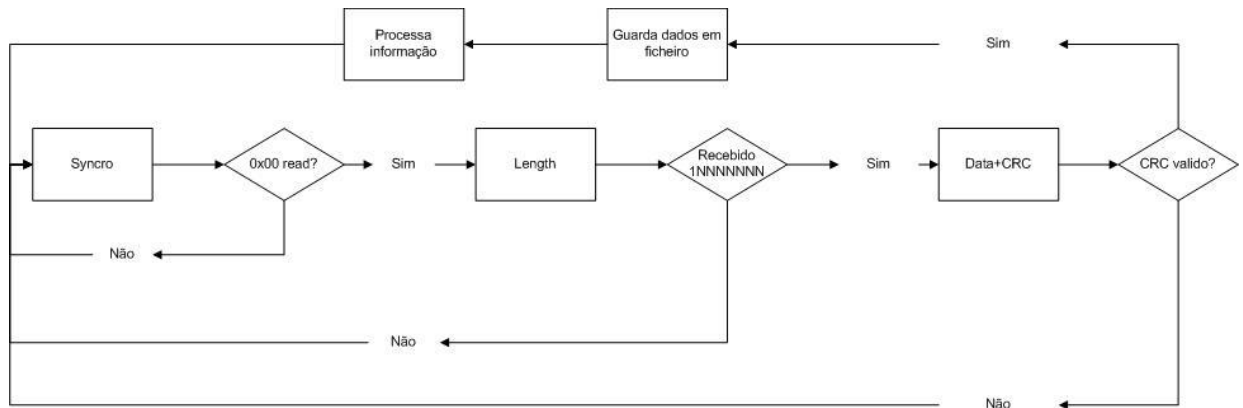 Processa
informação
Guarda dados em
ficheiro
Sim
Syncro
0x00 read?
Sim
Length
Recebido
1NNNNNNN
Sim
Data+CRC
CRC valido?
Não
Não
Não